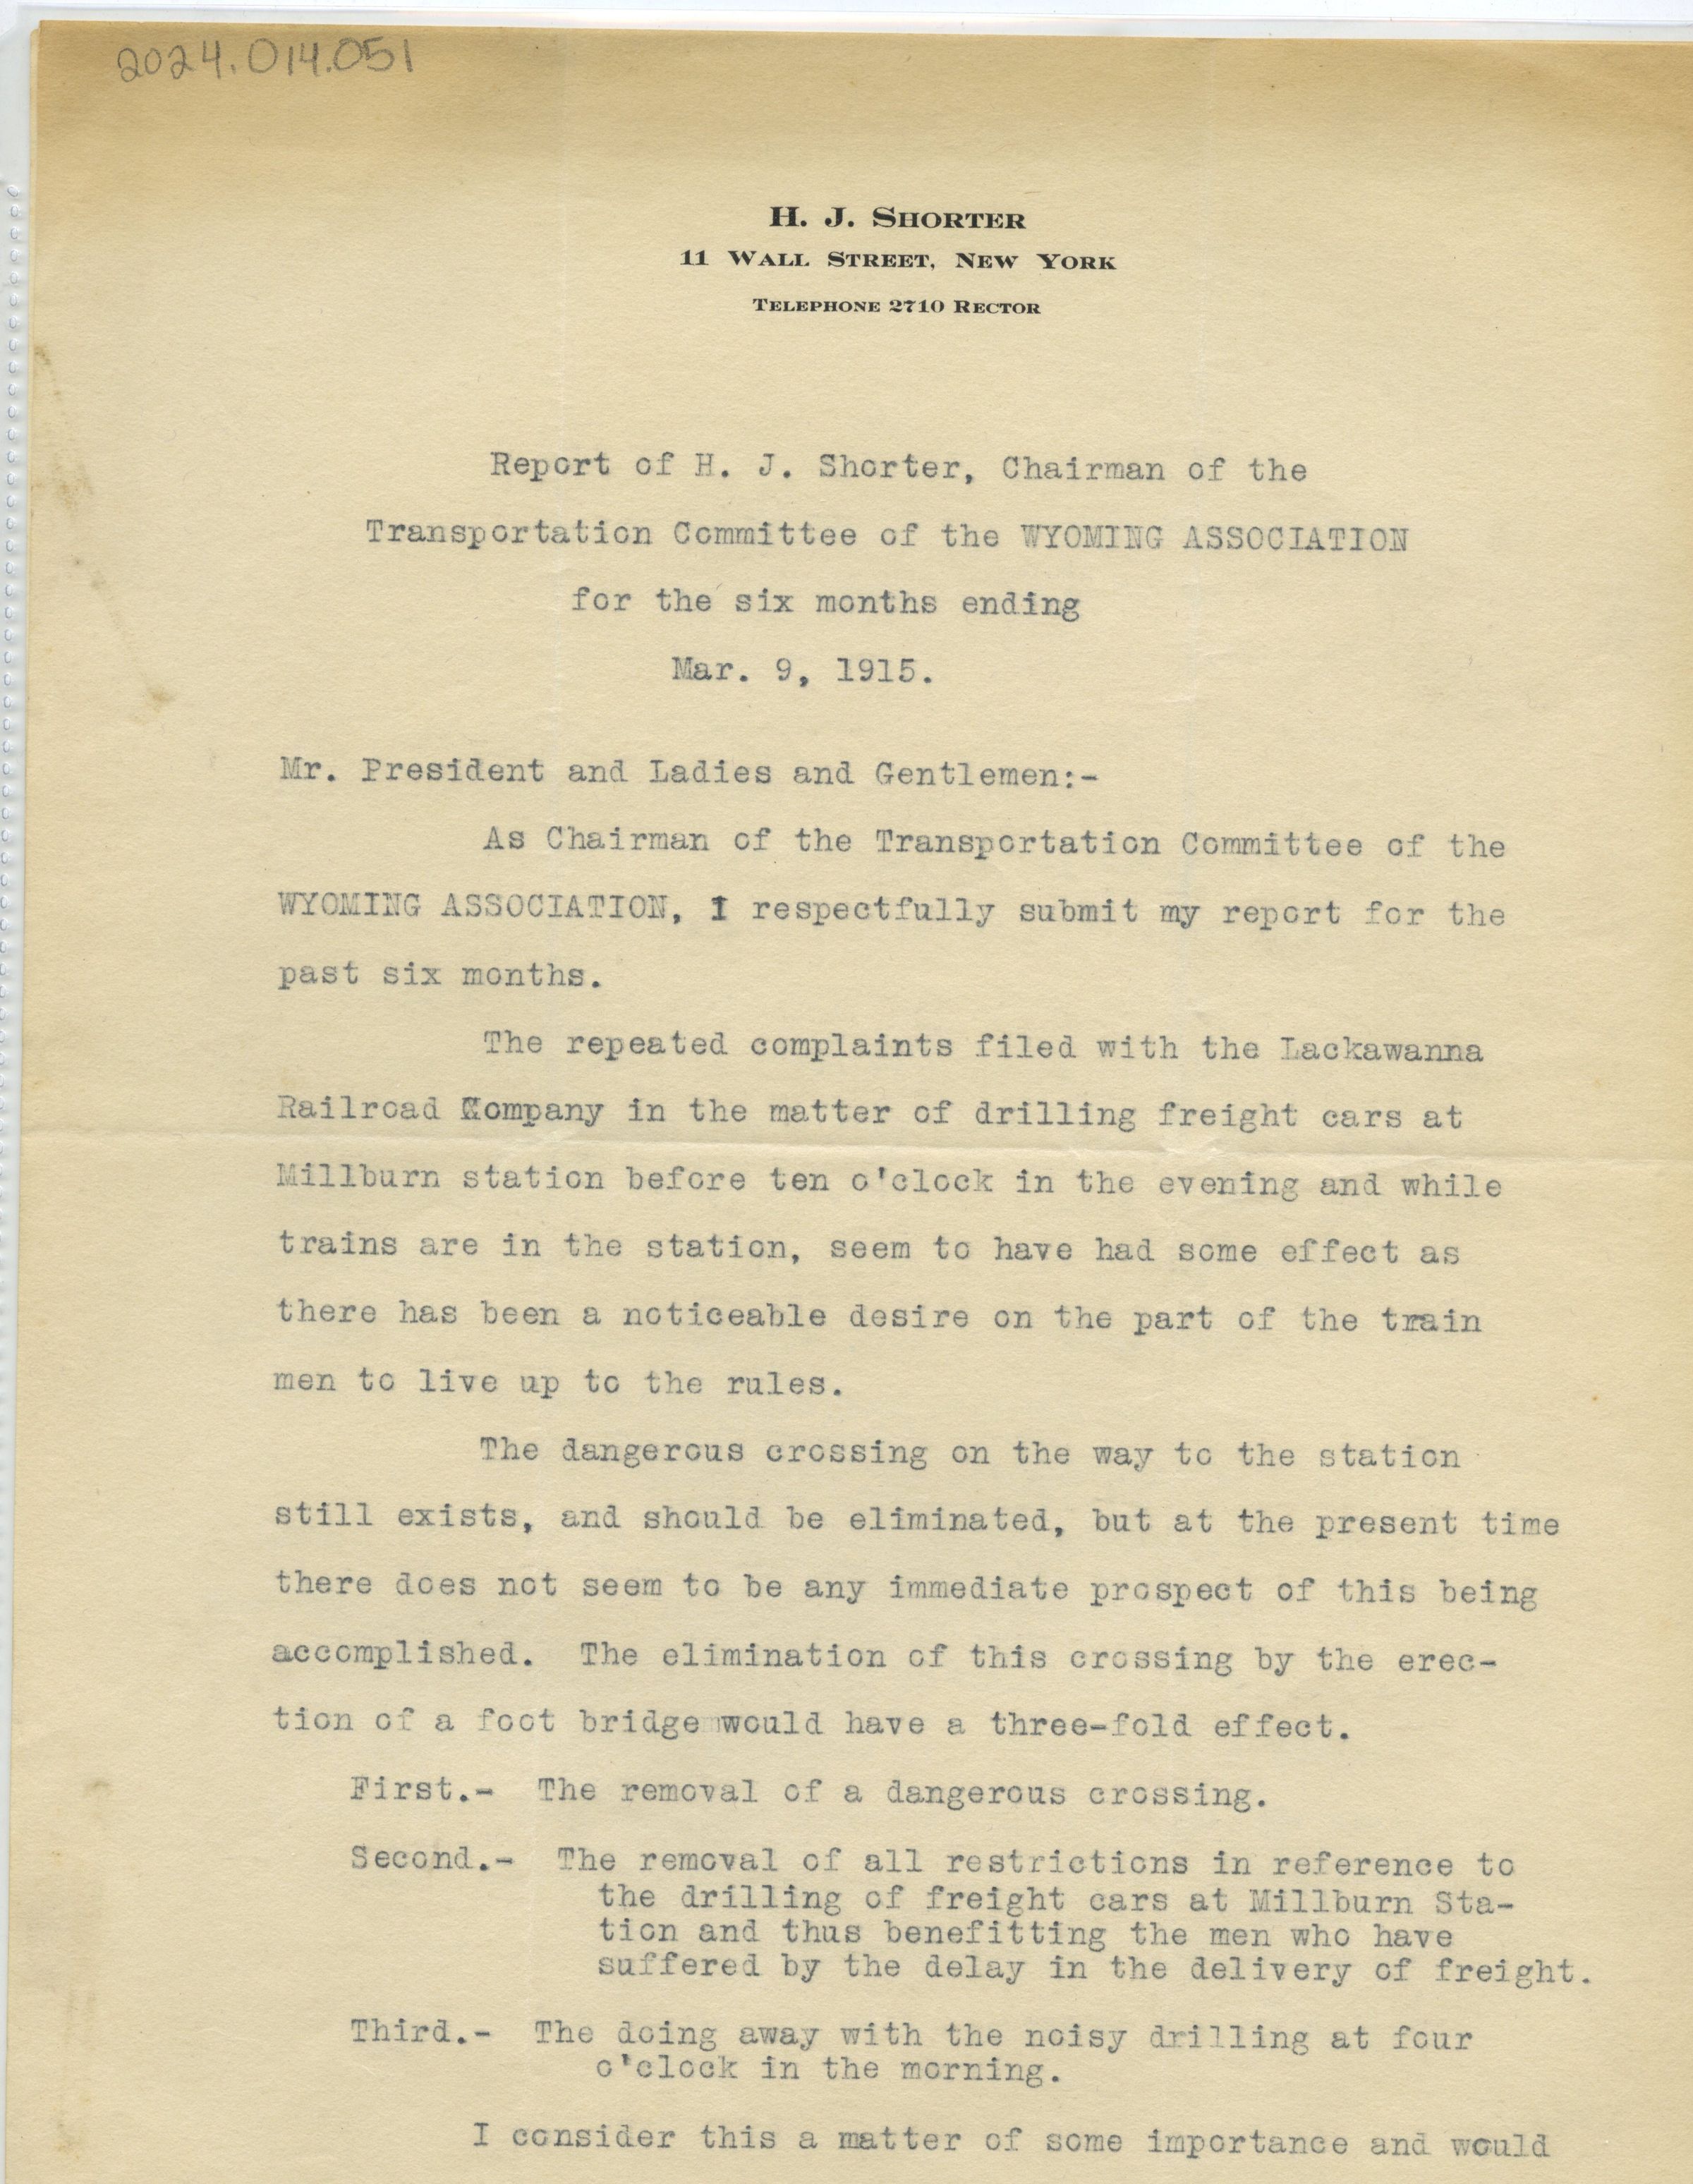 2024.014.051
H. J. SHORTER
11 WALL STREET, NEW YORK
TELEPHONE 2710 RECTOR
Report of H. J. Shorter, Chairman of the
Transportation Committee of the WYOMING ASSOCIATION
for the six months ending
Mar. 9, 1915.
Mr. President and Ladies and Gentlemen:-
As Chairman of the Transportation Committee of the
WYOMING ASSOCIATION, I respectfully submit my report for the
past six months.
The repeated complaints filed with the Lackawanna
Railroad Company in the matter of drilling freight cars at
Millburn station before ten o'clock in the evening and while
trains are in the station, seem to have had some effect as
there has been a noticeable desire on the part of the train
men to live up to the rules.
The dangerous crossing on the way to the station
still exists, and should be eliminated, but at the present time
there does not seem to be any immediate prospect of this being
accomplished. The elimination of this crossing by the erec-
tion of a foot bridge would have a three-fold effect.
First.- The removal of a dangerous crossing.
Second.- The removal of all restrictions in reference to
the drilling of freight cars at Millburn Sta-
tion and thus benefitting the men who have
suffered by the delay in the delivery of freight.
Third.- The doing away with the noisy drilling at four
o'clock in the morning.
I consider this a matter of some importance and would